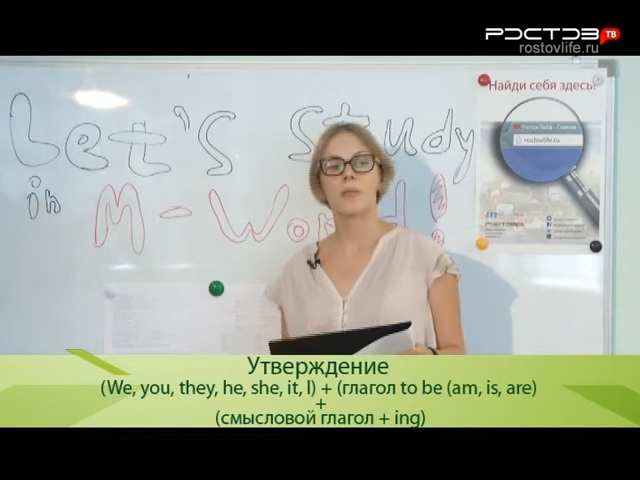 РОСТОВ ТВ
rostovlife.ru
Найди себя здесь!
rostovlife.ru
Let's Study
in M-World!
Утверждение
(We, you, they, he, she, it, I) + (глагол to be (am, is, are)
+
(смысловой глагол + ing)